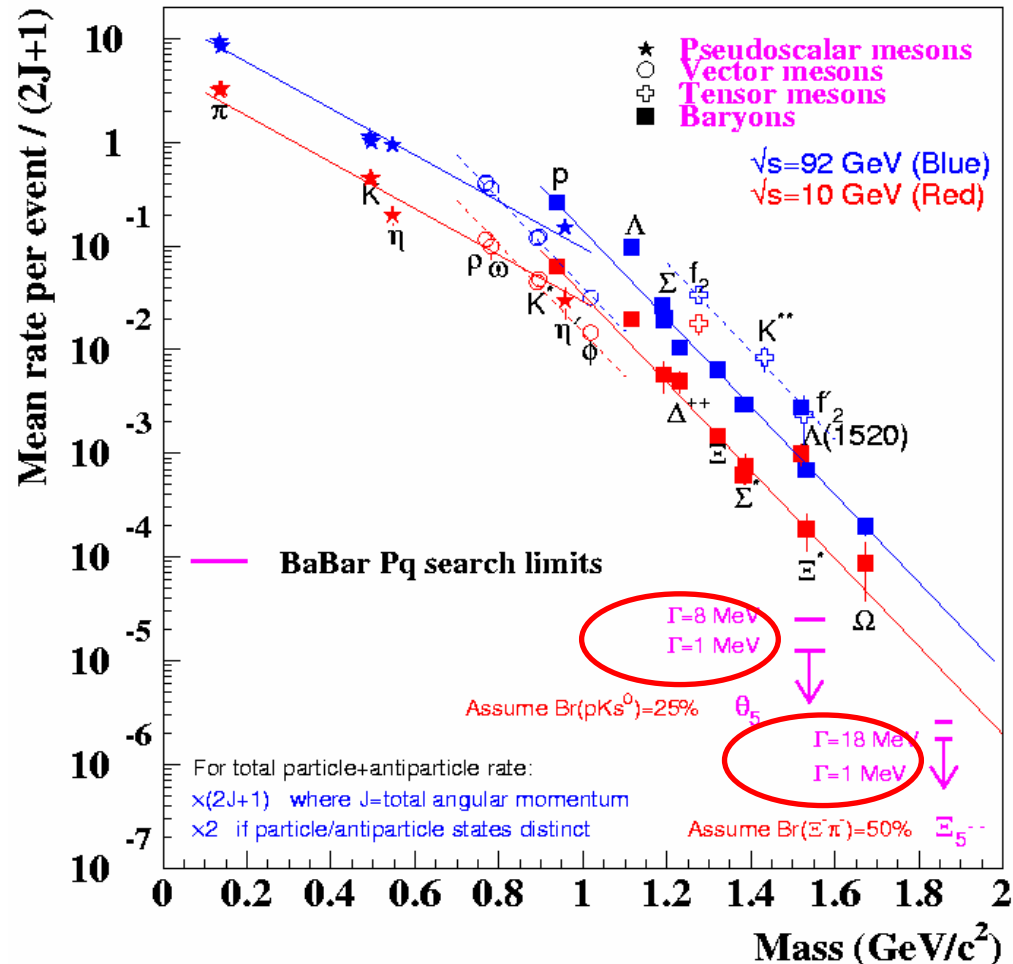 Mean rate per event / (2J+1)
10
1
10 -1
10 -2
10 -3
10 -4
10 -5
10 -6
10 -7
★ Pseudoscalar mesons
Vector mesons
Tensor mesons
■ Baryons
√s=92 GeV (Blue)
√s=10 GeV (Red)
π
K
η
ρ
ω
K*
η′
ϕ
p
Λ
Σ
f2
K**
f′2
Λ(1520)
Δ++
Ξ
Σ*
Ξ*
Ω
BaBar Pq search limits
Γ=8 MeV
Γ=1 MeV
Assume Br(pKs0)=25%
θ5
Γ=18 MeV
Γ=1 MeV
Assume Br(Ξ-π-)=50%
Ξ5--
For total particle+antiparticle rate:
×(2J+1) where J=total angular momentum
×2 if particle/antiparticle states distinct
0 0.2 0.4 0.6 0.8 1 1.2 1.4 1.6 1.8 2
Mass (GeV/c2)